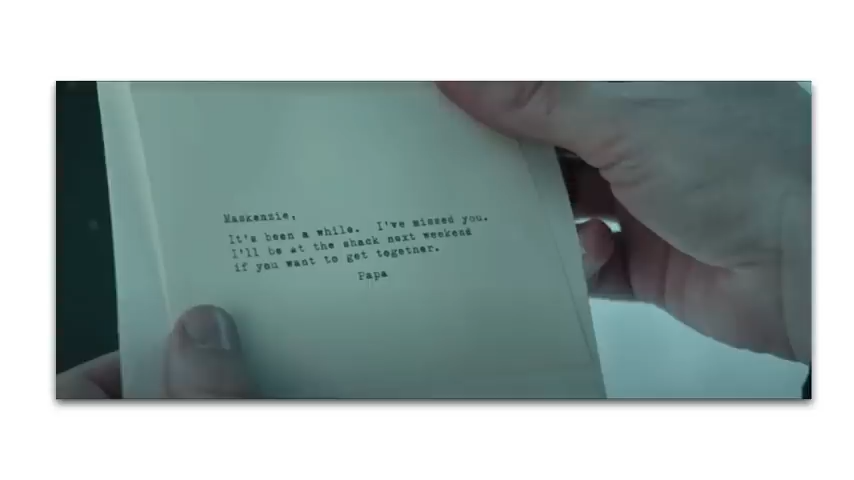 Mackenzie,
It's been a while.  I've missed you.
I'll be at the shack next weekend
if you want to get together.
Papa